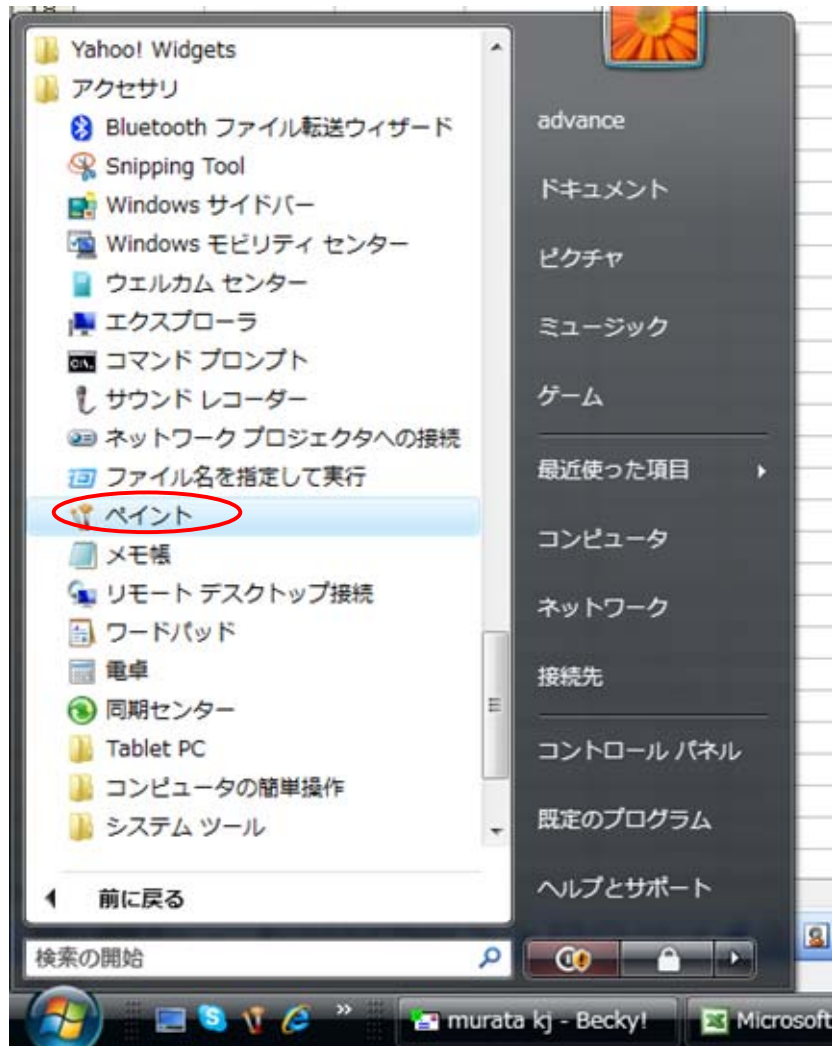 18
Yahoo! Widgets
アクセサリ
Bluetooth ファイル転送ウィザード
Snipping Tool
Windows サイドバー
Windows モビリティ センター
ウェルカム センター
エクスプローラ
コマンド プロンプト
サウンド レコーダー
ネットワーク プロジェクタへの接続
ファイル名を指定して実行
ペイント
メモ帳
リモート デスクトップ接続
ワードパッド
電卓
同期センター
Tablet PC
コンピュータの簡単操作
システム ツール
前に戻る
検索の開始
advance
ドキュメント
ピクチャ
ミュージック
ゲーム
最近使った項目
コンピュータ
ネットワーク
接続先
コントロール パネル
既定のプログラム
ヘルプとサポート
murata kj - Becky!
Microsoft